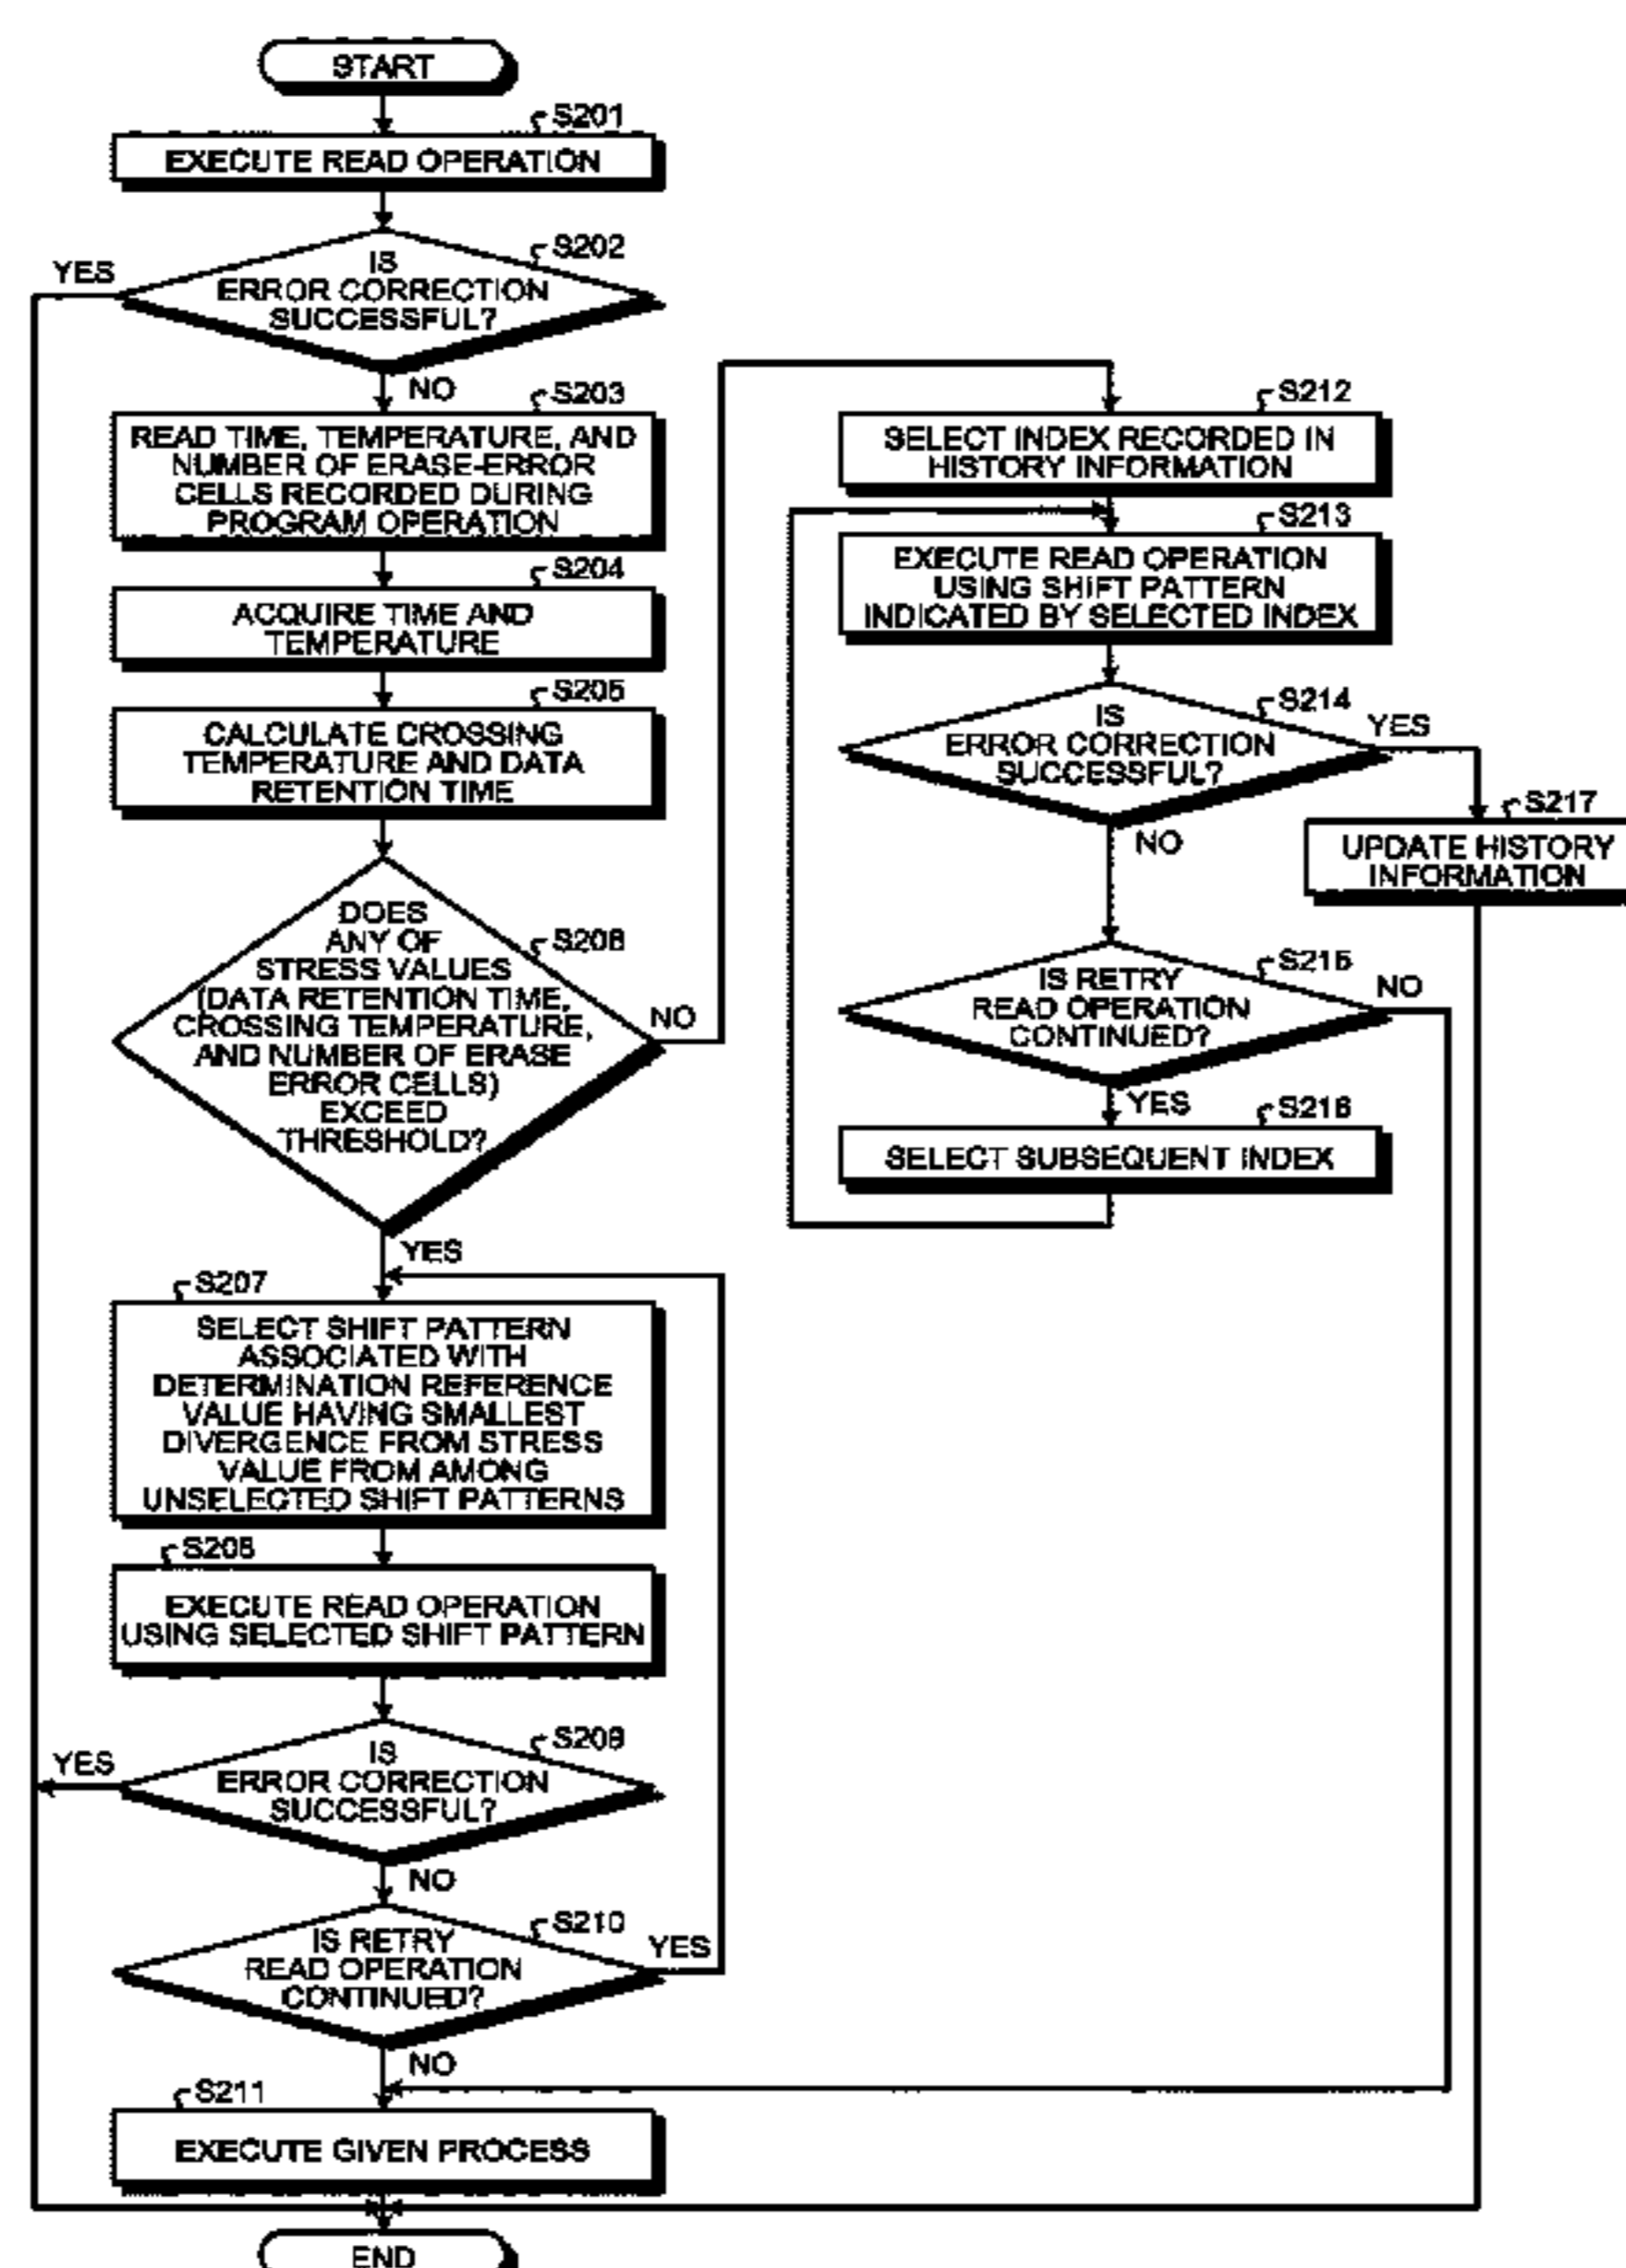 START
S201
EXECUTE READ OPERATION
S202
IS
ERROR CORRECTION
SUCCESSFUL?
YES
NO
S203
READ TIME, TEMPERATURE, AND
NUMBER OF ERASE-ERROR
CELLS RECORDED DURING
PROGRAM OPERATION
S204
ACQUIRE TIME AND
TEMPERATURE
S205
CALCULATE CROSSING
TEMPERATURE AND DATA
RETENTION TIME
S206
DOES
ANY OF
STRESS VALUES
(DATA RETENTION TIME,
CROSSING TEMPERATURE,
AND NUMBER OF ERASE
ERROR CELLS)
EXCEED
THRESHOLD?
NO
YES
S207
SELECT SHIFT PATTERN
ASSOCIATED WITH
DETERMINATION REFERENCE
VALUE HAVING SMALLEST
DIVERGENCE FROM STRESS
VALUE FROM AMONG
UNSELECTED SHIFT PATTERNS
S208
EXECUTE READ OPERATION
USING SELECTED SHIFT PATTERN
S209
IS
ERROR CORRECTION
SUCCESSFUL?
YES
NO
S210
IS RETRY
READ OPERATION
CONTINUED?
YES
NO
S211
EXECUTE GIVEN PROCESS
END
S212
SELECT INDEX RECORDED IN
HISTORY INFORMATION
S213
EXECUTE READ OPERATION
USING SHIFT PATTERN
INDICATED BY SELECTED INDEX
S214
IS
ERROR CORRECTION
SUCCESSFUL?
YES
NO
S217
UPDATE HISTORY
INFORMATION
S215
IS RETRY
READ OPERATION
CONTINUED?
NO
YES
S216
SELECT SUBSEQUENT INDEX